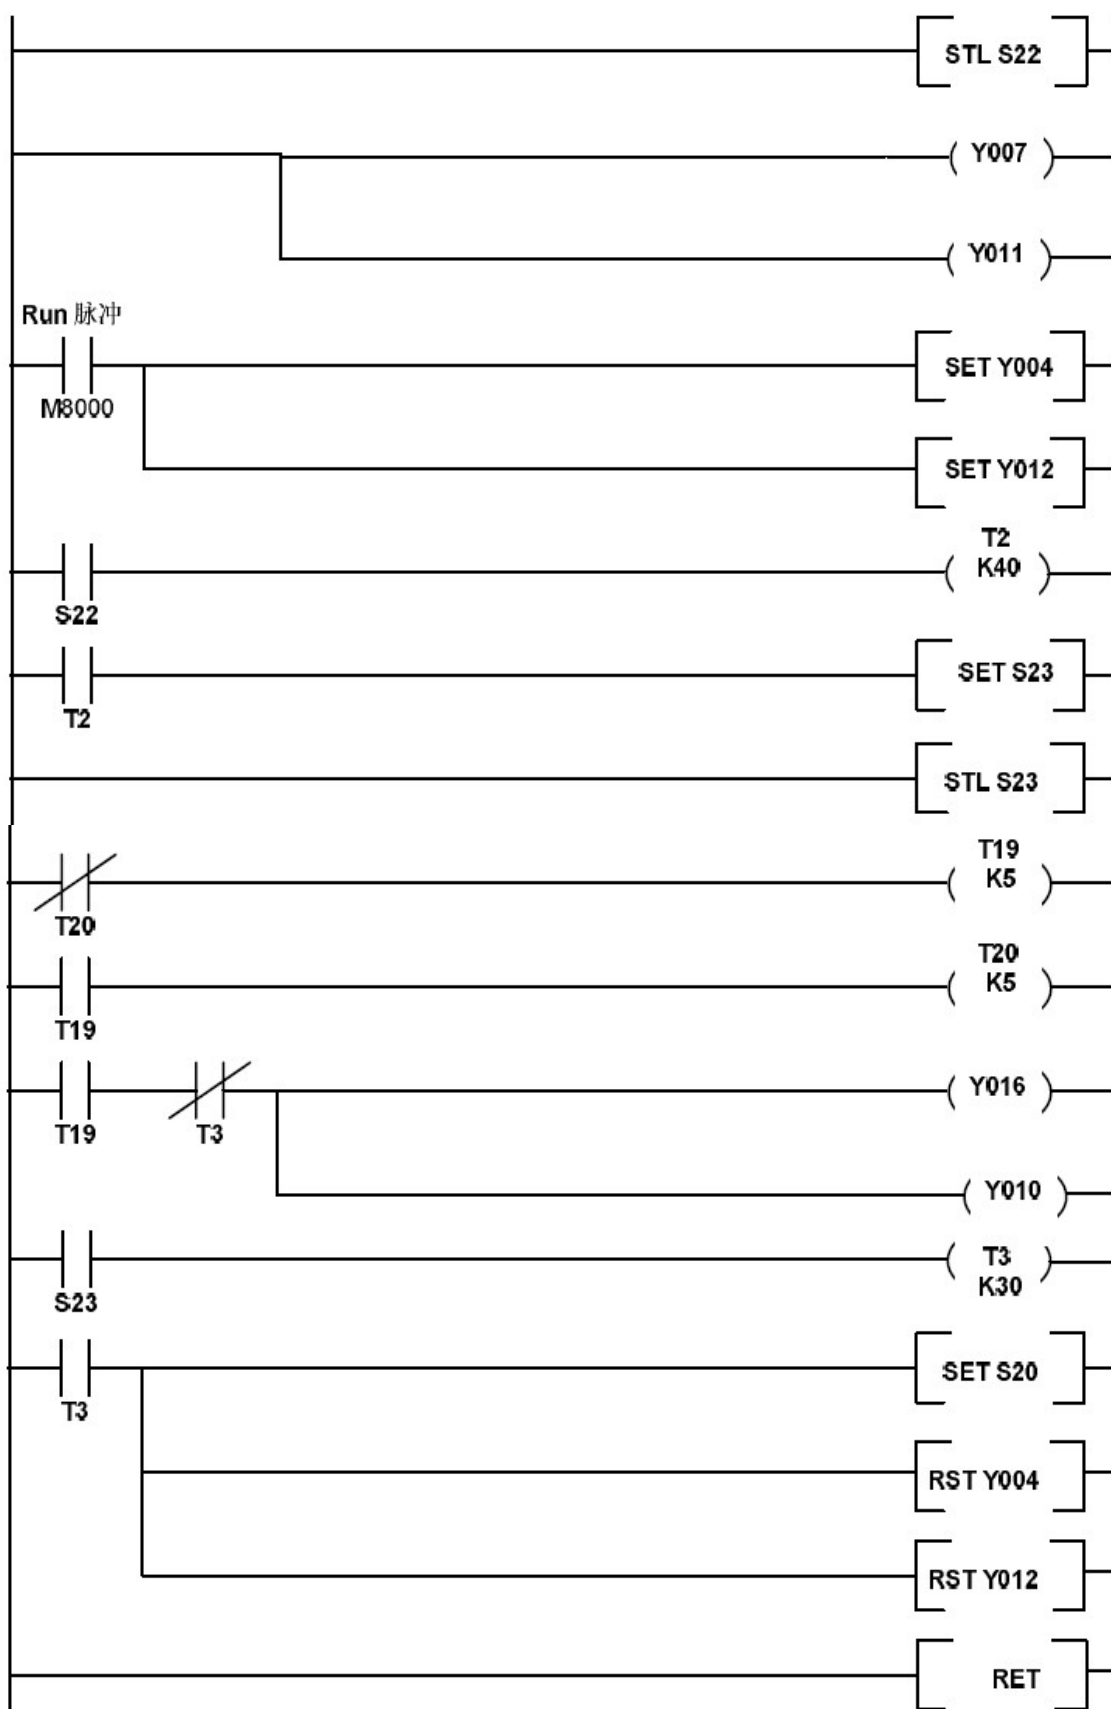 STL S22
Y007
Y011
Run 脉冲
M8000
SET Y004
SET Y012
T2
K40
S22
SET S23
T2
STL S23
T19
K5
T20
T20
K5
T19
Y016
T19
T3
Y010
T3
K30
S23
SET S20
T3
RST Y004
RST Y012
RET